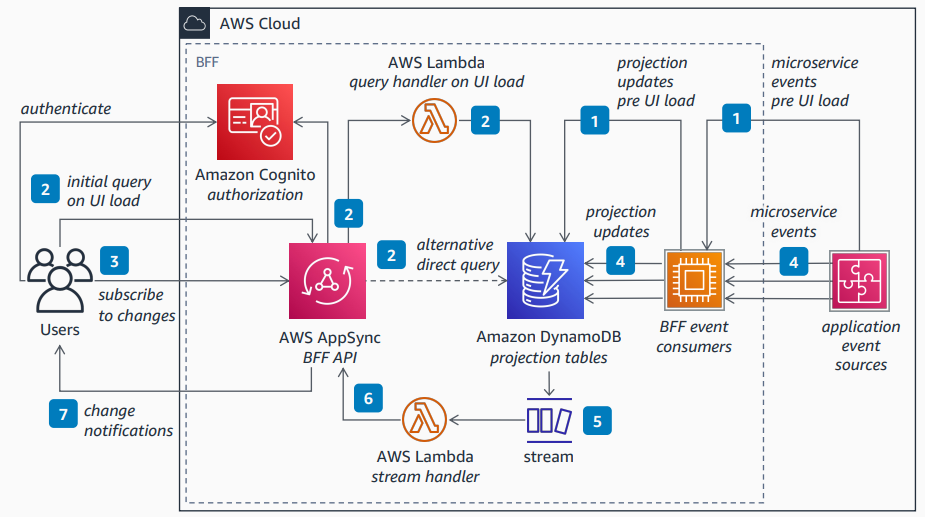 AWS Cloud
BFF
authenticate
Amazon Cognito
authorization
AWS Lambda
query handler on UI load
2
projection
updates
pre UI load
1
microservice
events
pre UI load
1
2
initial query
on UI load
2
3
Users
subscribe
to changes
AWS AppSync
BFF API
2
alternative
direct query
Amazon DynamoDB
projection tables
projection
updates
4
BFF event
consumers
microservice
events
4
application
event
sources
7
change
notifications
6
AWS Lambda
stream handler
5
stream